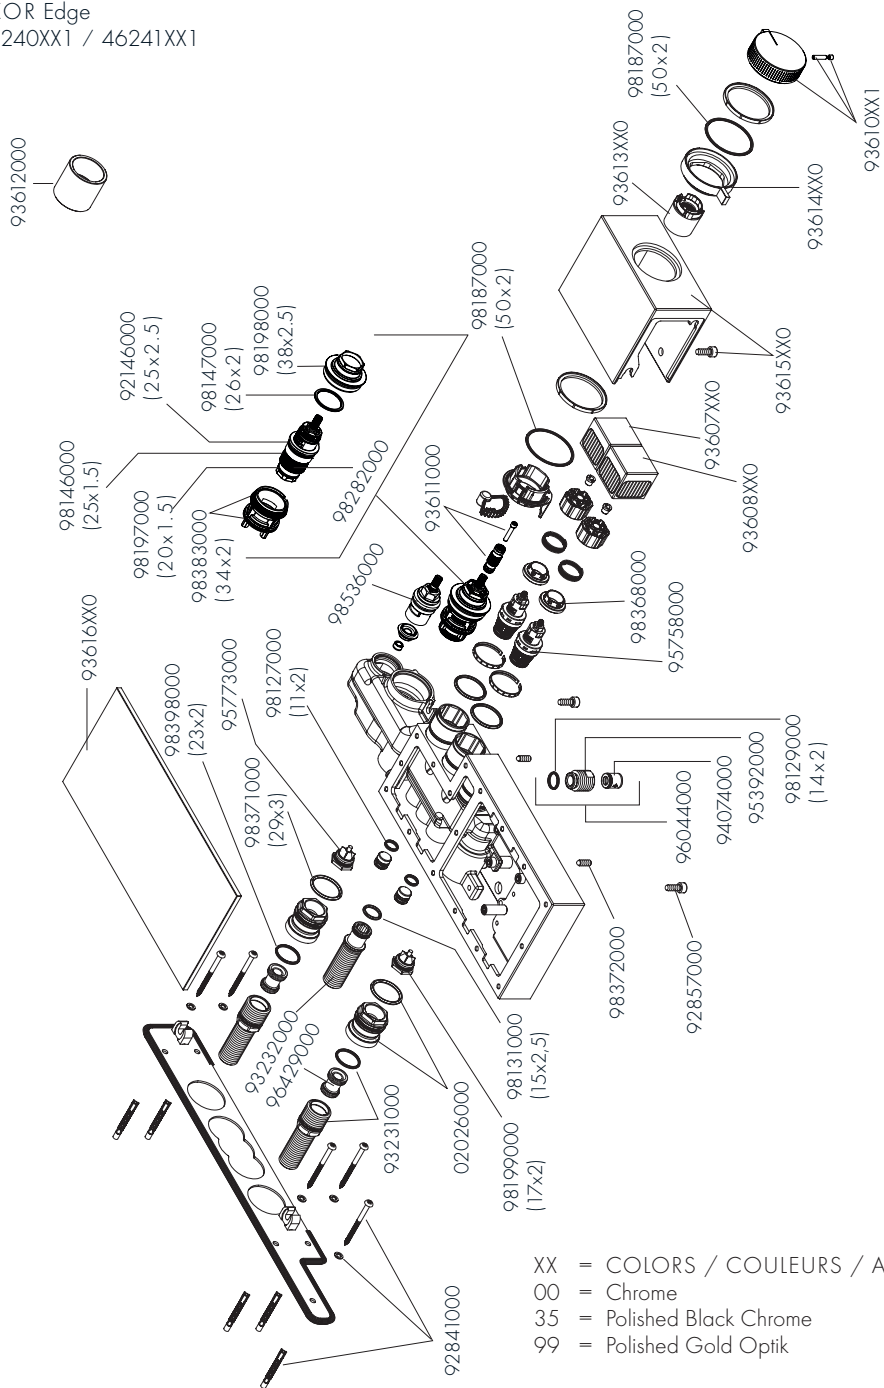 OR Edge
240XX1 / 46241XX1
93612000
98187000
(50x2)
93610XX1
93613XX0
93614XX0
98187000
(50x2)
93615XX0
92146000
(25x2.5)
98147000
(26x2)
98198000
(38x2.5)
98146000
(25x1.5)
98197000
(20x1.5)
98383000
(34x2)
98282000
93611000
98536000
93607XX0
93608XX0
98368000
95758000
93616XX0
98398000
(23x2)
95773000
98371000
(29x3)
98127000
(11x2)
98129000
(14x2)
95392000
94074000
96044000
98372000
92857000
93232000
96429000
93231000
02026000
98131000
(15x2,5)
98199000
(17x2)
92841000
XX = COLORS / COULEURS / A
00 = Chrome
35 = Polished Black Chrome
99 = Polished Gold Optik